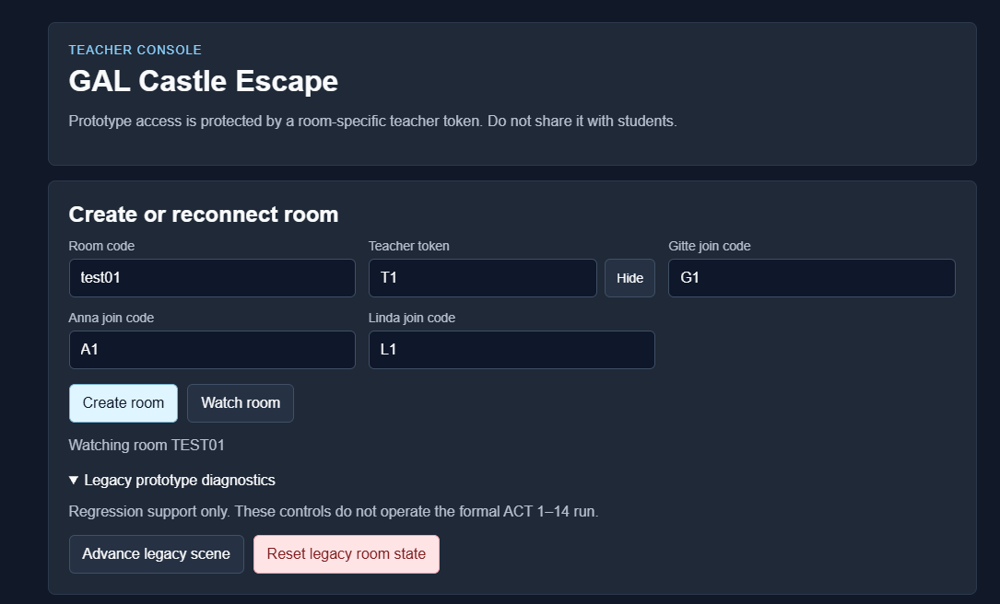 TEACHER CONSOLE
GAL Castle Escape
Prototype access is protected by a room-specific teacher token. Do not share it with students.
Create or reconnect room
Room code
Teacher token
Gitte join code
test01
T1
Hide
G1
Anna join code
Linda join code
A1
L1
Create room
Watch room
Watching room TEST01
▼ Legacy prototype diagnostics
Regression support only. These controls do not operate the formal ACT 1–14 run.
Advance legacy scene
Reset legacy room state